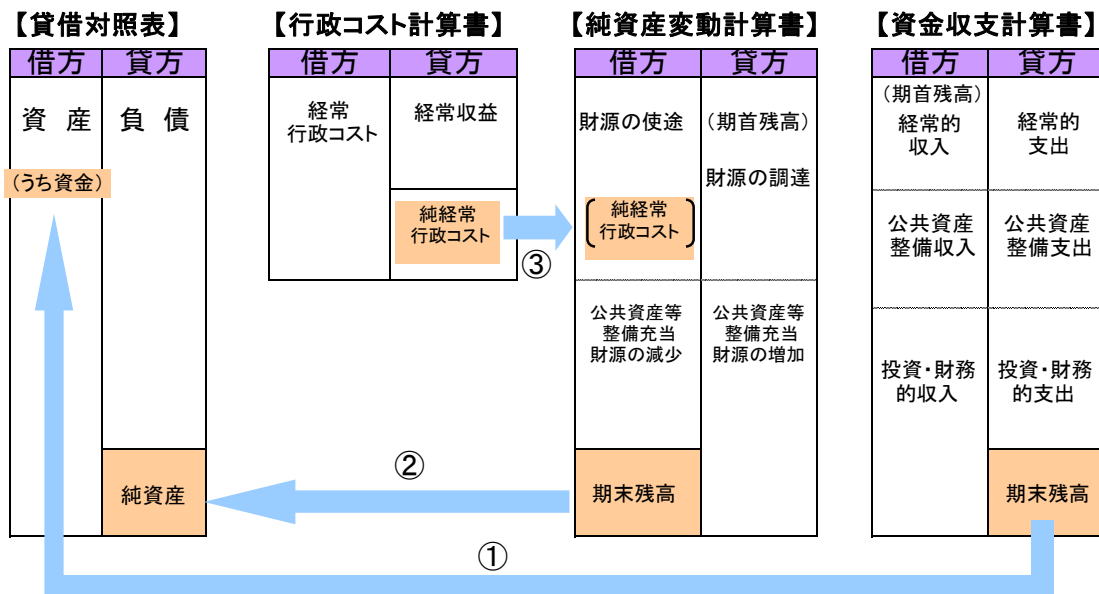 【貸借対照表】
借方 貸方
資 産
負 債
(うち資金)
純資産
【行政コスト計算書】
借方 貸方
経常
行政コスト
経常収益
純経常
行政コスト
③
【純資産変動計算書】
借方 貸方
財源の使途
(期首残高)
財源の調達
純経常
行政コスト
公共資産等
整備充当
財源の減少
公共資産等
整備充当
財源の増加
期末残高
②
【資金収支計算書】
借方 貸方
(期首残高)
経常的
収入
経常的
支出
公共資産
整備収入
公共資産
整備支出
投資・財務
的収入
投資・財務
的支出
期末残高
①